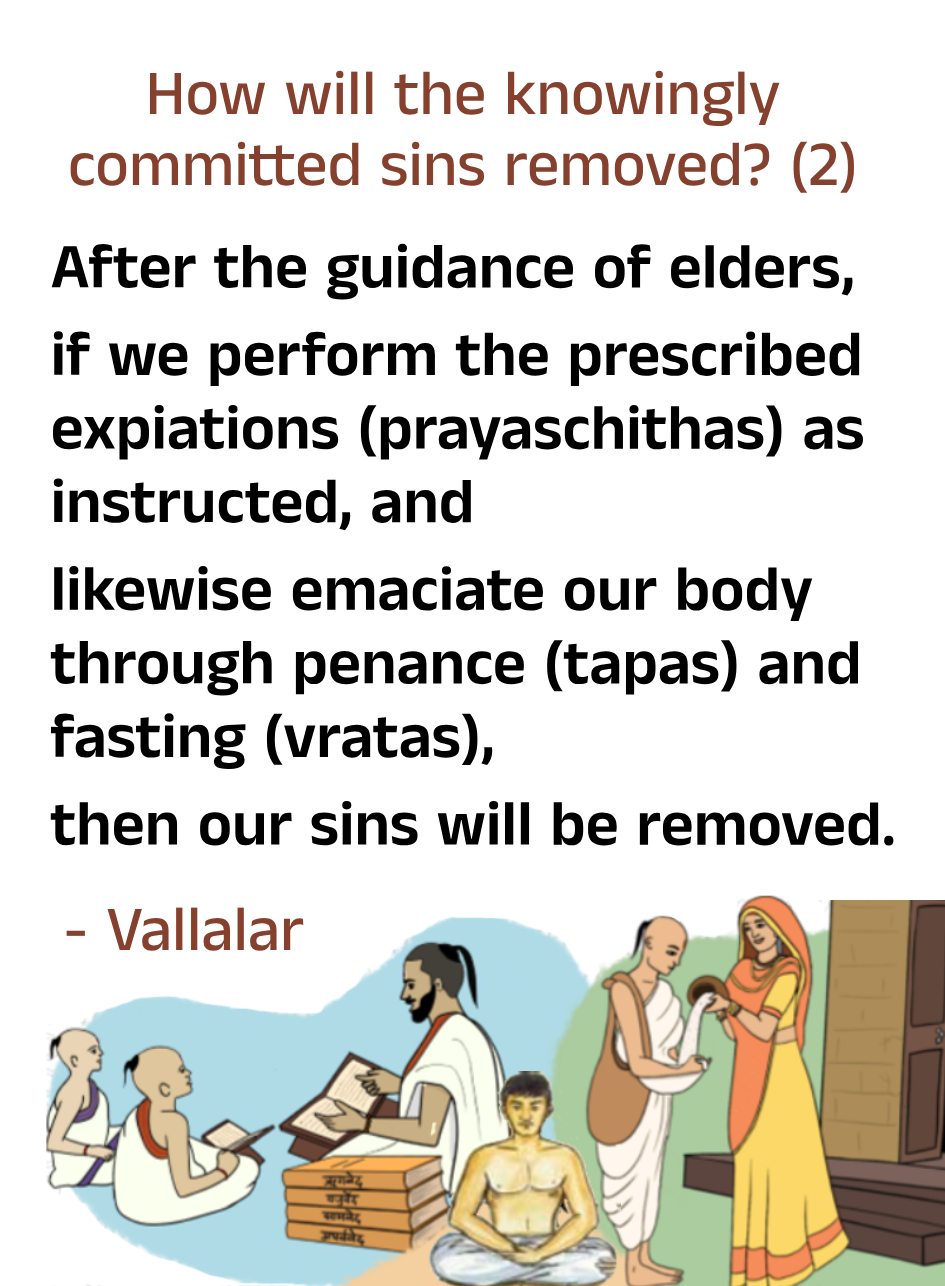 How will the knowingly
committed sins removed? (2)
After the guidance of elders,
if we perform the prescribed
expiations (prayaschithas) as
instructed, and
likewise emaciate our body
through penance (tapas) and
fasting (vratas),
then our sins will be removed.
- Vallalar
ऋगवेद
यजुर्वेद
सामवेद
अथर्ववेद